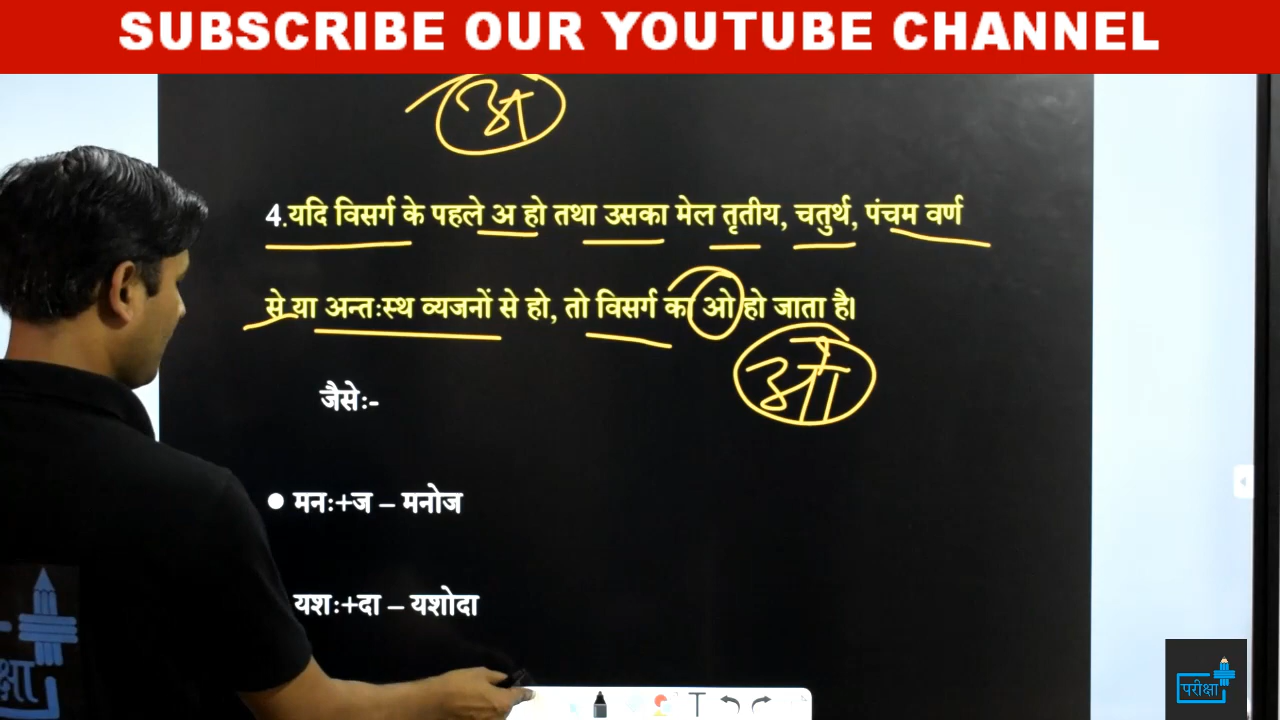 SUBSCRIBE OUR YOUTUBE CHANNEL
अ
4.यदि विसर्ग के पहले अ हो तथा उसका मेल तृतीय, चतुर्थ, पंचम वर्ण
से या अन्तःस्थ व्यजनों से हो, तो विसर्ग का ओ हो जाता है।
ओ
जैसेः-
मनः+ज – मनोज
यशः+दा – यशोदा
T
परीक्षा